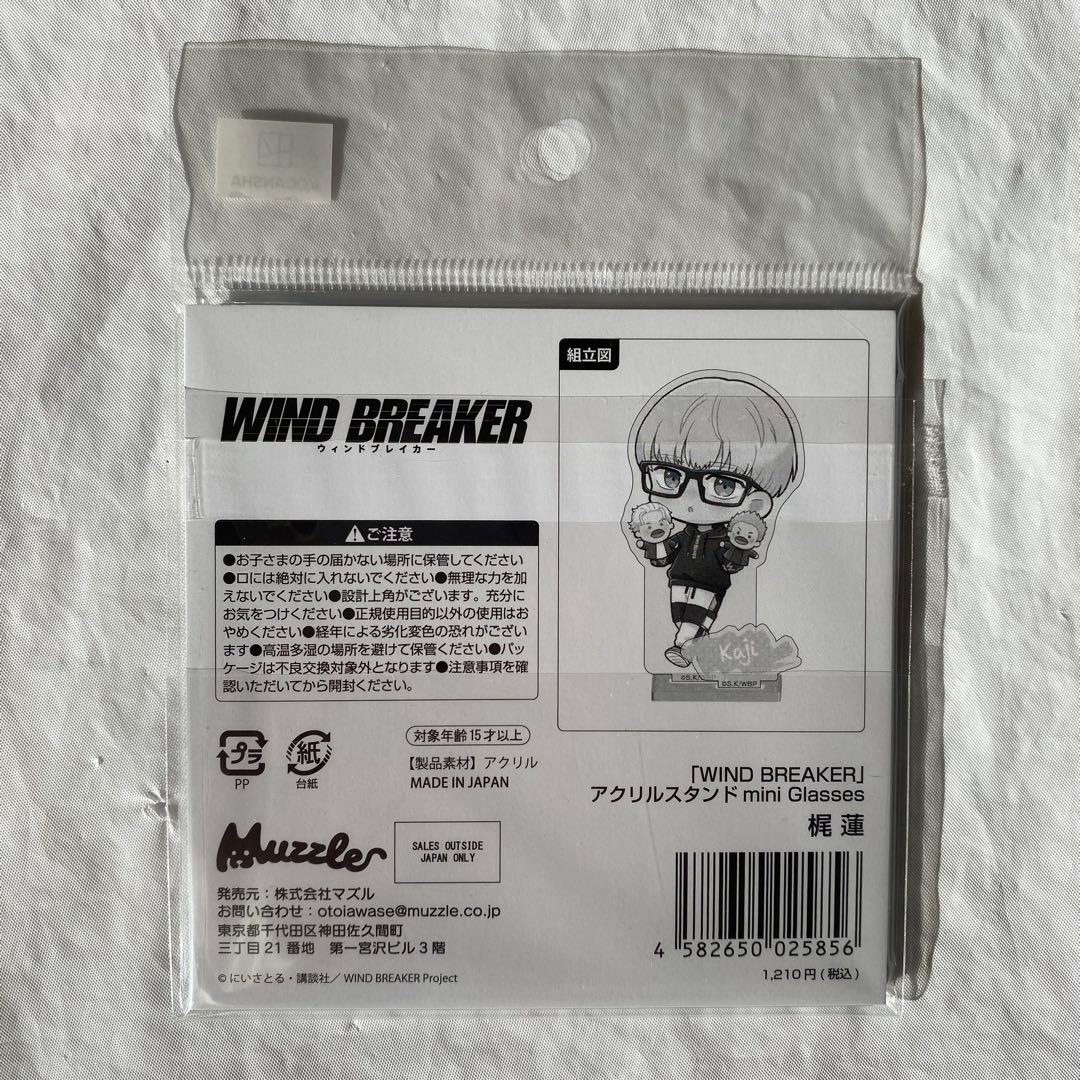 KODANSHA
WIND BREAKER
ウィンドブレイカー
組立図
Kaji
©S.K/
©S.K/WBP
ご注意
●お子さまの手の届かない場所に保管してください
●口には絶対に入れないでください●無理な力を加
えないでください●設計上角がございます。充分に
お気をつけください●正規使用目的以外の使用はお
やめください●経年による劣化変色の恐れがござい
ます●高温多湿の場所を避けて保管ください●パッ
ケージは不良交換対象外となります●注意事項を確
認いただいてから開封ください。
プラ
PP
紙
台紙
対象年齢15才以上
【製品素材】アクリル
MADE IN JAPAN
「WIND BREAKER」
アクリルスタンドmini Glasses
梶 蓮
Muzzle
SALES OUTSIDE
JAPAN ONLY
発売元：株式会社マズル
お問い合わせ：otoiawase@muzzle.co.jp
東京都千代田区神田佐久間町
三丁目21番地 第一宮沢ビル3階
© にいさとる・講談社／WIND BREAKER Project
4 582650 025856
1,210円(税込)